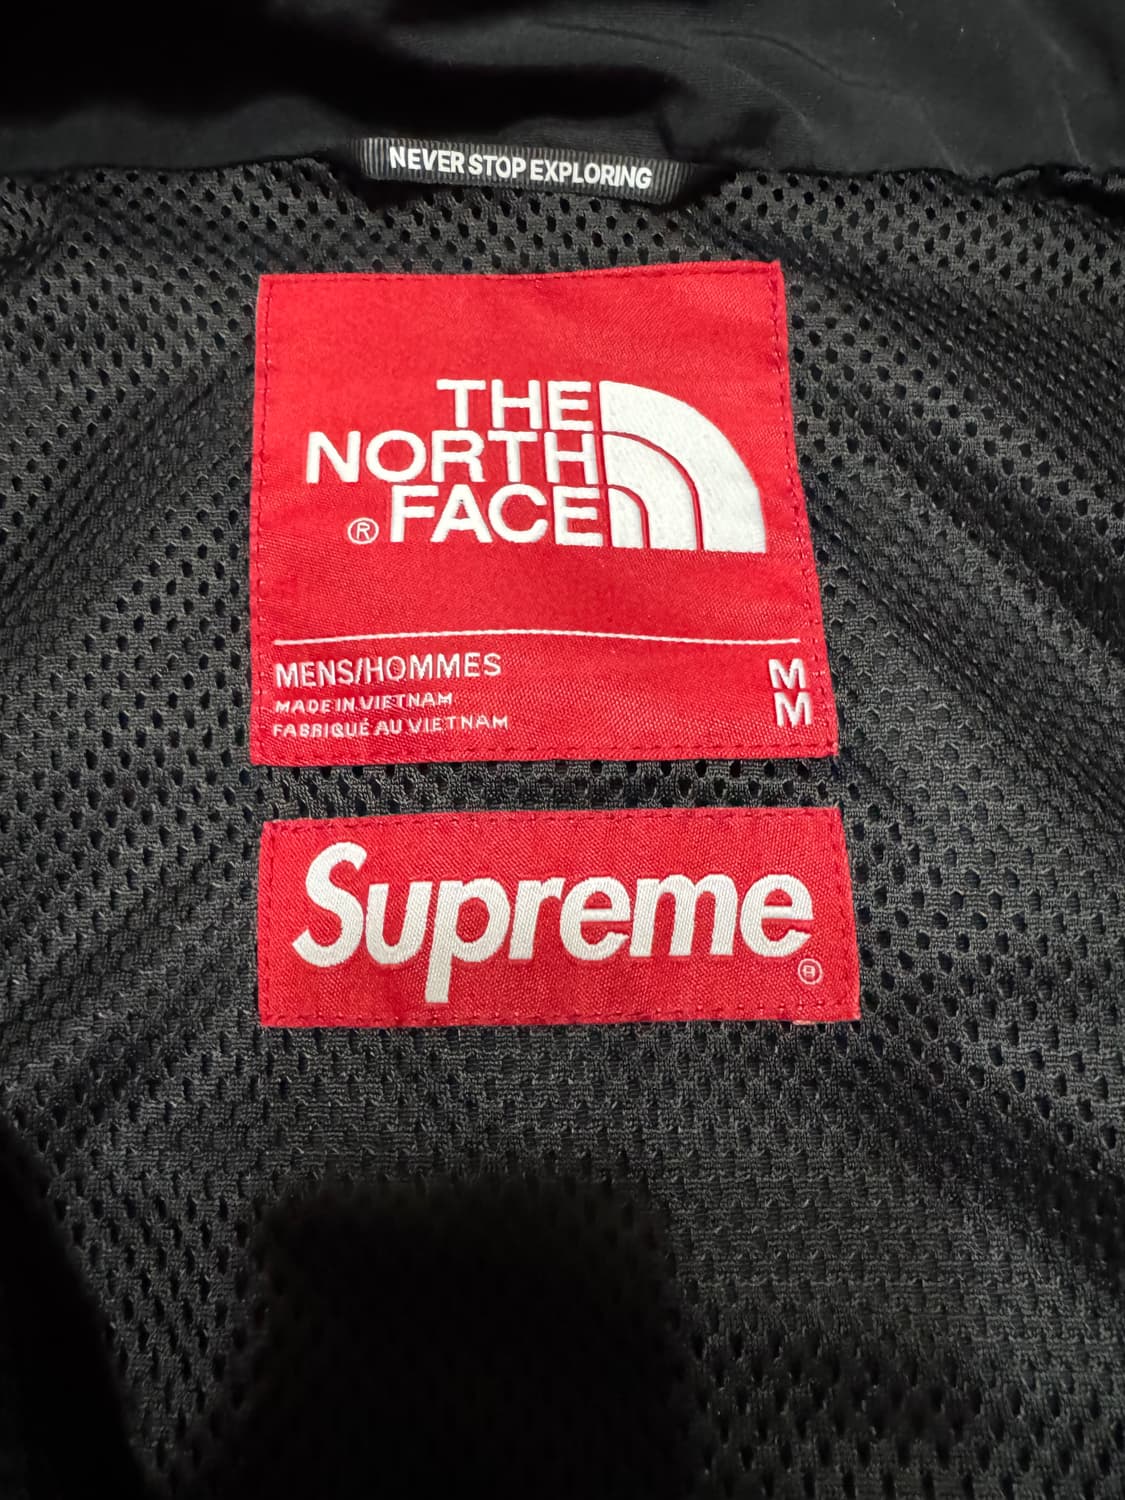 NEVER STOP EXPLORING
THE
NORTH
® FACE
MENS/HOMMES M
MADE IN VIETNAM M
FABRIQUÉ AU VIETNAM
Supreme ®